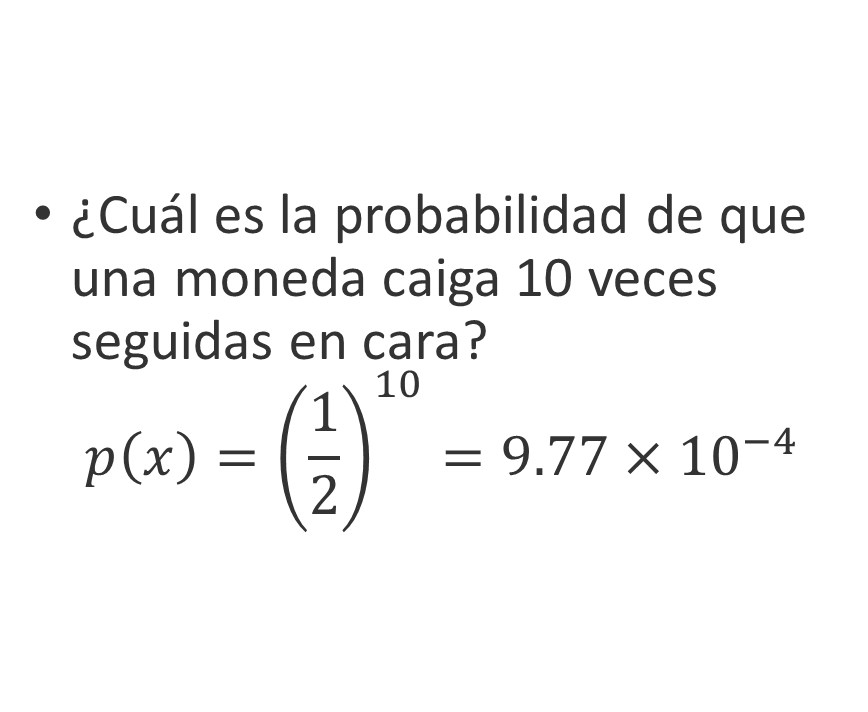 • ¿Cuál es la probabilidad de que
una moneda caiga 10 veces
seguidas en cara?
𝑝(𝑥) = (1/2)^10 = 9.77 × 10^−4